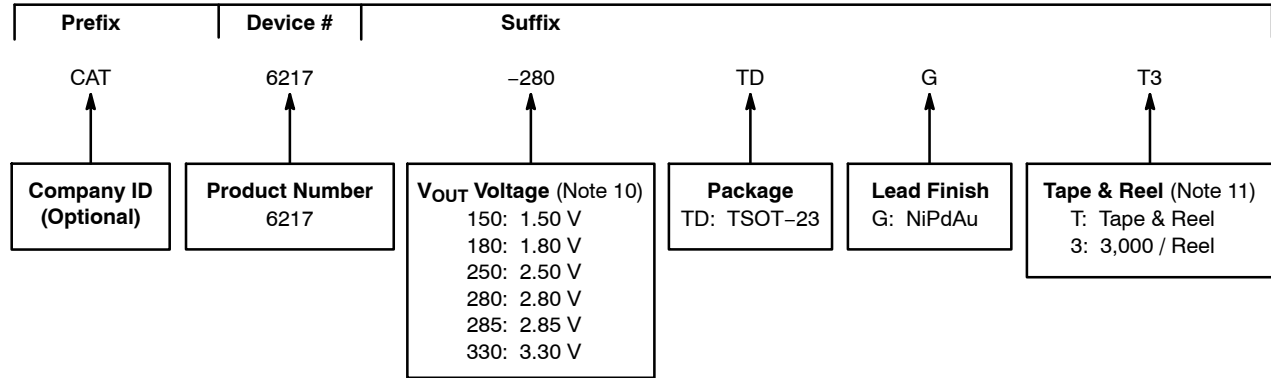 Prefix Device # Suffix
CAT 6217 −280 TD G T3
Company ID
(Optional)
Product Number
6217
VOUT Voltage (Note 10)
150: 1.50 V
180: 1.80 V
250: 2.50 V
280: 2.80 V
285: 2.85 V
330: 3.30 V
Package
TD: TSOT−23
Lead Finish
G: NiPdAu
Tape & Reel (Note 11)
T: Tape & Reel
3: 3,000 / Reel